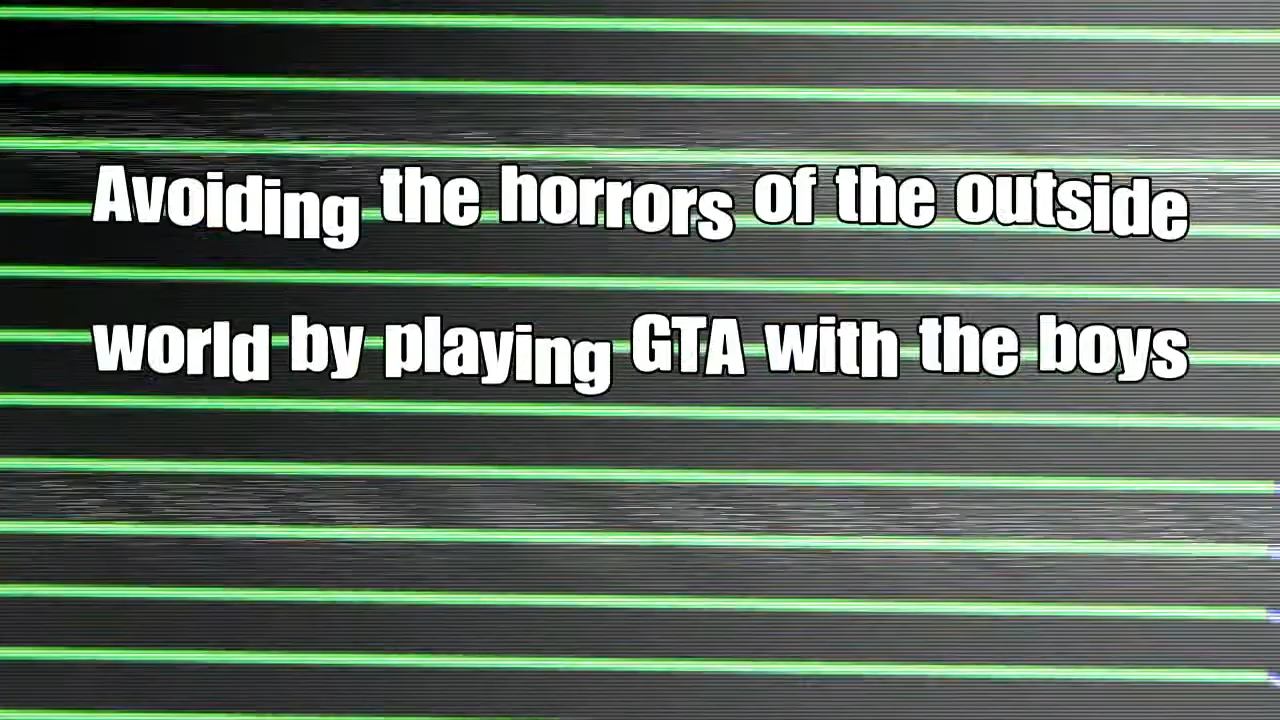 Avoiding the horrors of the outside
world by playing GTA with the boys